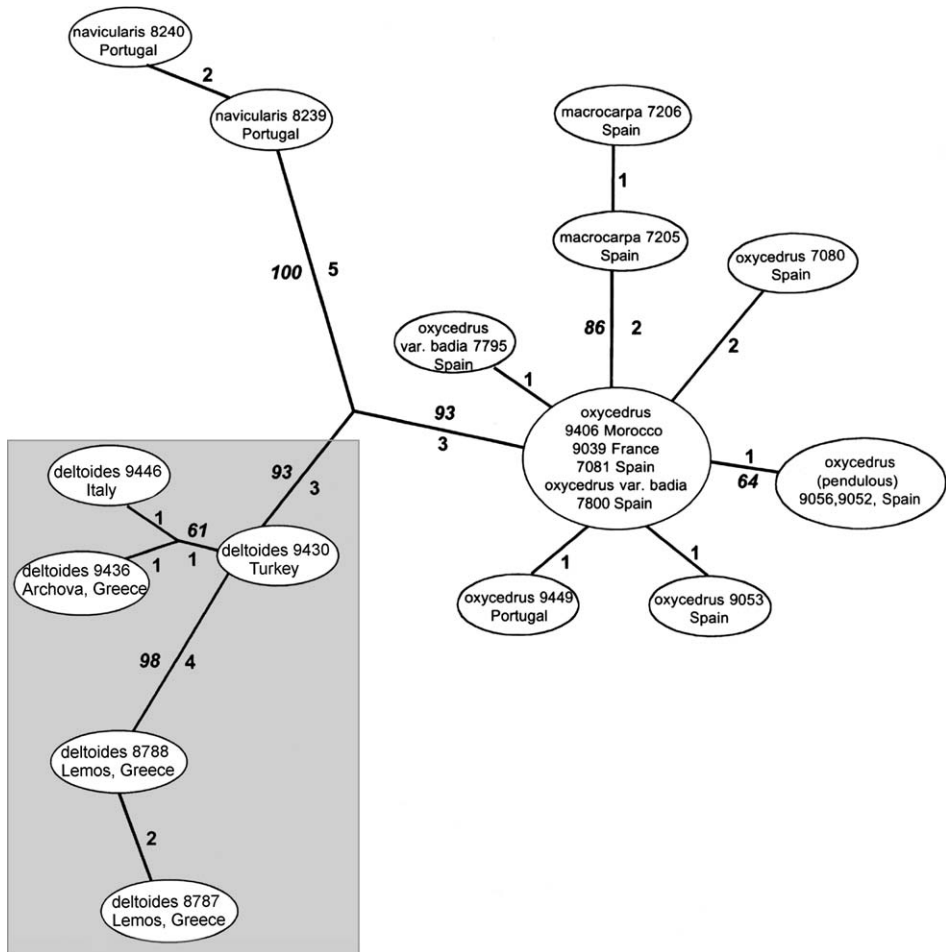 navicularis 8240
Portugal
2
navicularis 8239
Portugal
100
5
macrocarpa 7206
Spain
1
macrocarpa 7205
Spain
86
2
oxycedrus 7080
Spain
2
oxycedrus
var. badia 7795
Spain
1
93
3
oxycedrus
9406 Morocco
9039 France
7081 Spain
oxycedrus var. badia
7800 Spain
1
64
oxycedrus
(pendulous)
9056,9052, Spain
1
oxycedrus 9449
Portugal
1
oxycedrus 9053
Spain
93
3
deltoides 9446
Italy
1
61
1
deltoides 9430
Turkey
deltoides 9436
Archova, Greece
1
98
4
deltoides 8788
Lemos, Greece
2
deltoides 8787
Lemos, Greece